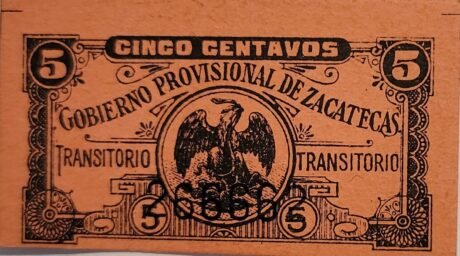 5 CINCO CENTAVOS 5
GOBIERNO PROVISIONAL DE ZACATECAS
TRANSITORIO TRANSITORIO
5 5